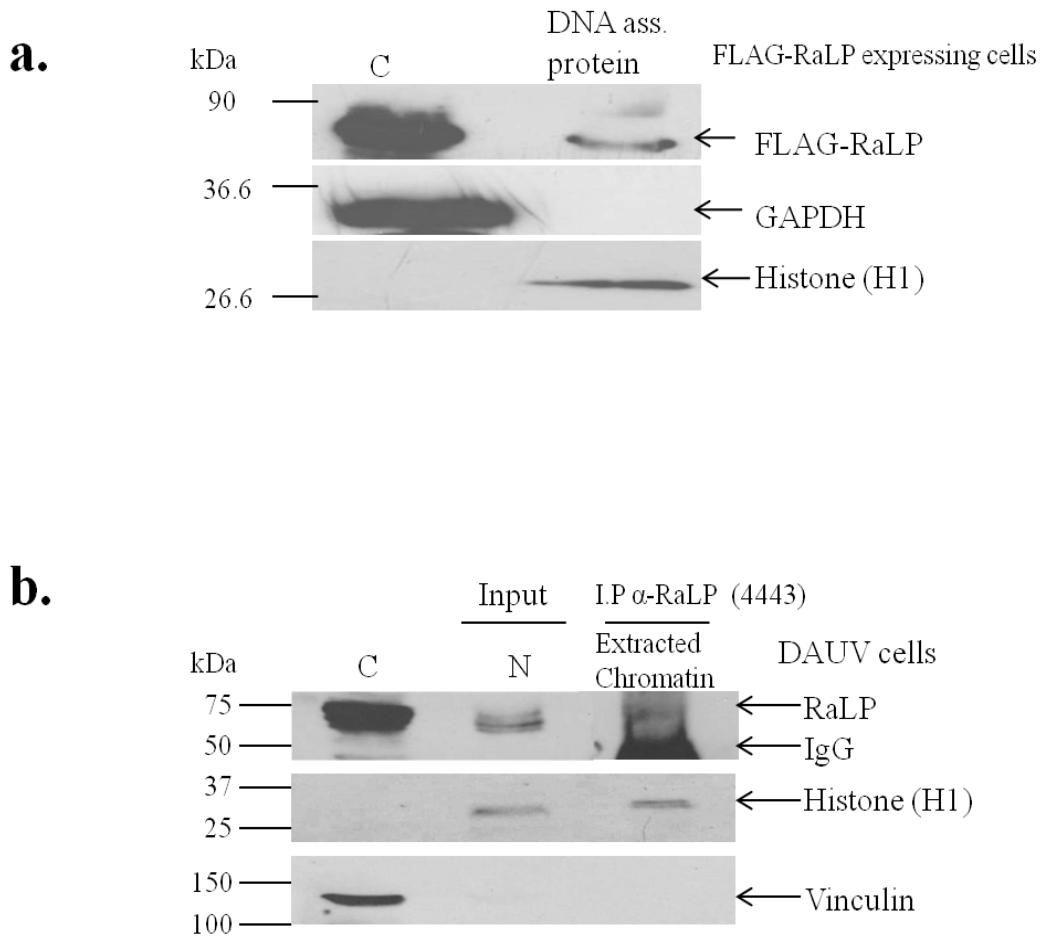 a.
kDa
C
DNA ass.
protein
FLAG-RaLP expressing cells
90
FLAG-RaLP
36.6
GAPDH
Histone (H1)
26.6
b.
Input
I.P α-RaLP (4443)
kDa
C
N
Extracted
Chromatin
DAUV cells
75
RaLP
50
IgG
37
Histone (H1)
25
150
Vinculin
100